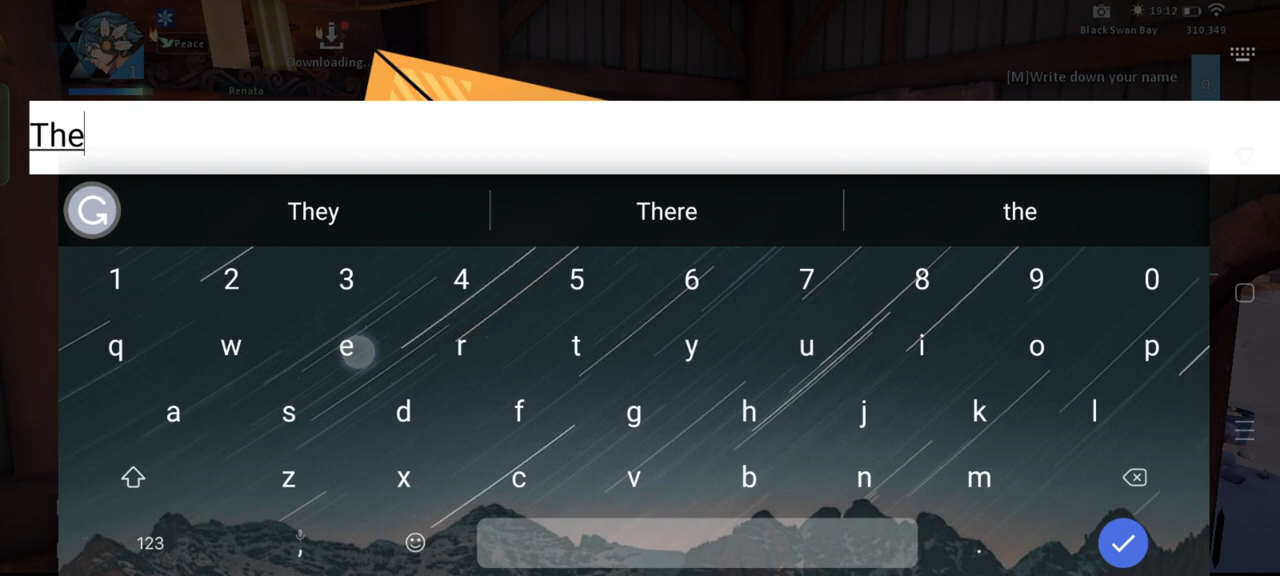 19:12
Peace
Black Swan Bay 310,349
Downloading..
1
[M]Write down your name
Renata
The
They There the
1 2 3 4 5 6 7 8 9 0
q w e r t y u i o p
a s d f g h j k l
z x c v b n m
123 , .